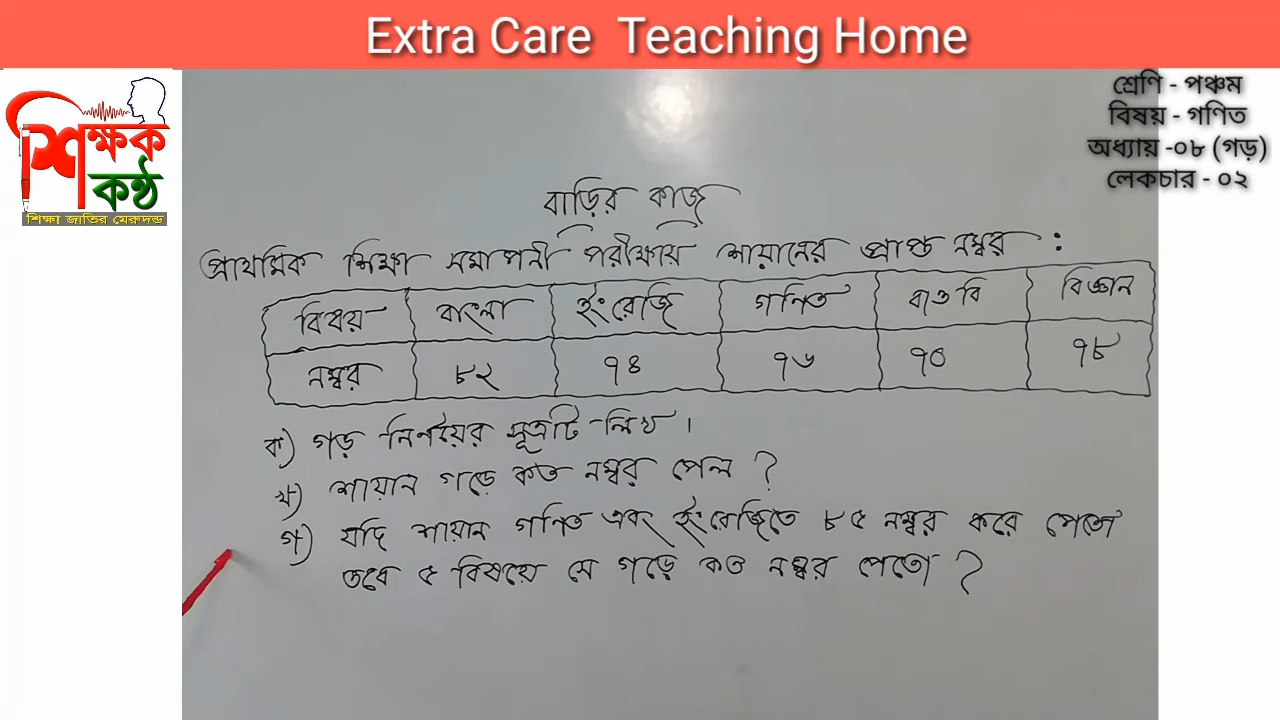 Extra Care Teaching Home
শিক্ষক
কন্ঠ
শিক্ষা জাতির মেরুদন্ড
শ্রেণি - পঞ্চম
বিষয় - গণিত
অধ্যায় -০৮ (গড়)
লেকচার - ০২
বাড়ির কাজ
প্রাথমিক শিক্ষা সমাপনী পরীক্ষায় শায়ানের প্রাপ্ত নম্বর :
বিষয় বাংলা ইংরেজি গণিত বাওবি বিজ্ঞান
নম্বর ৮২ ৭৪ ৭৬ ৭০ ৭৮
ক) গড় নির্ণয়ের সূত্রটি লিখ।
খ) শায়ান গড়ে কত নম্বর পেল ?
গ) যদি শায়ান গণিত এবং ইংরেজিতে ৮৫ নম্বর করে পেতো
তবে ৫ বিষয়ে সে গড়ে কত নম্বর পেতো ?